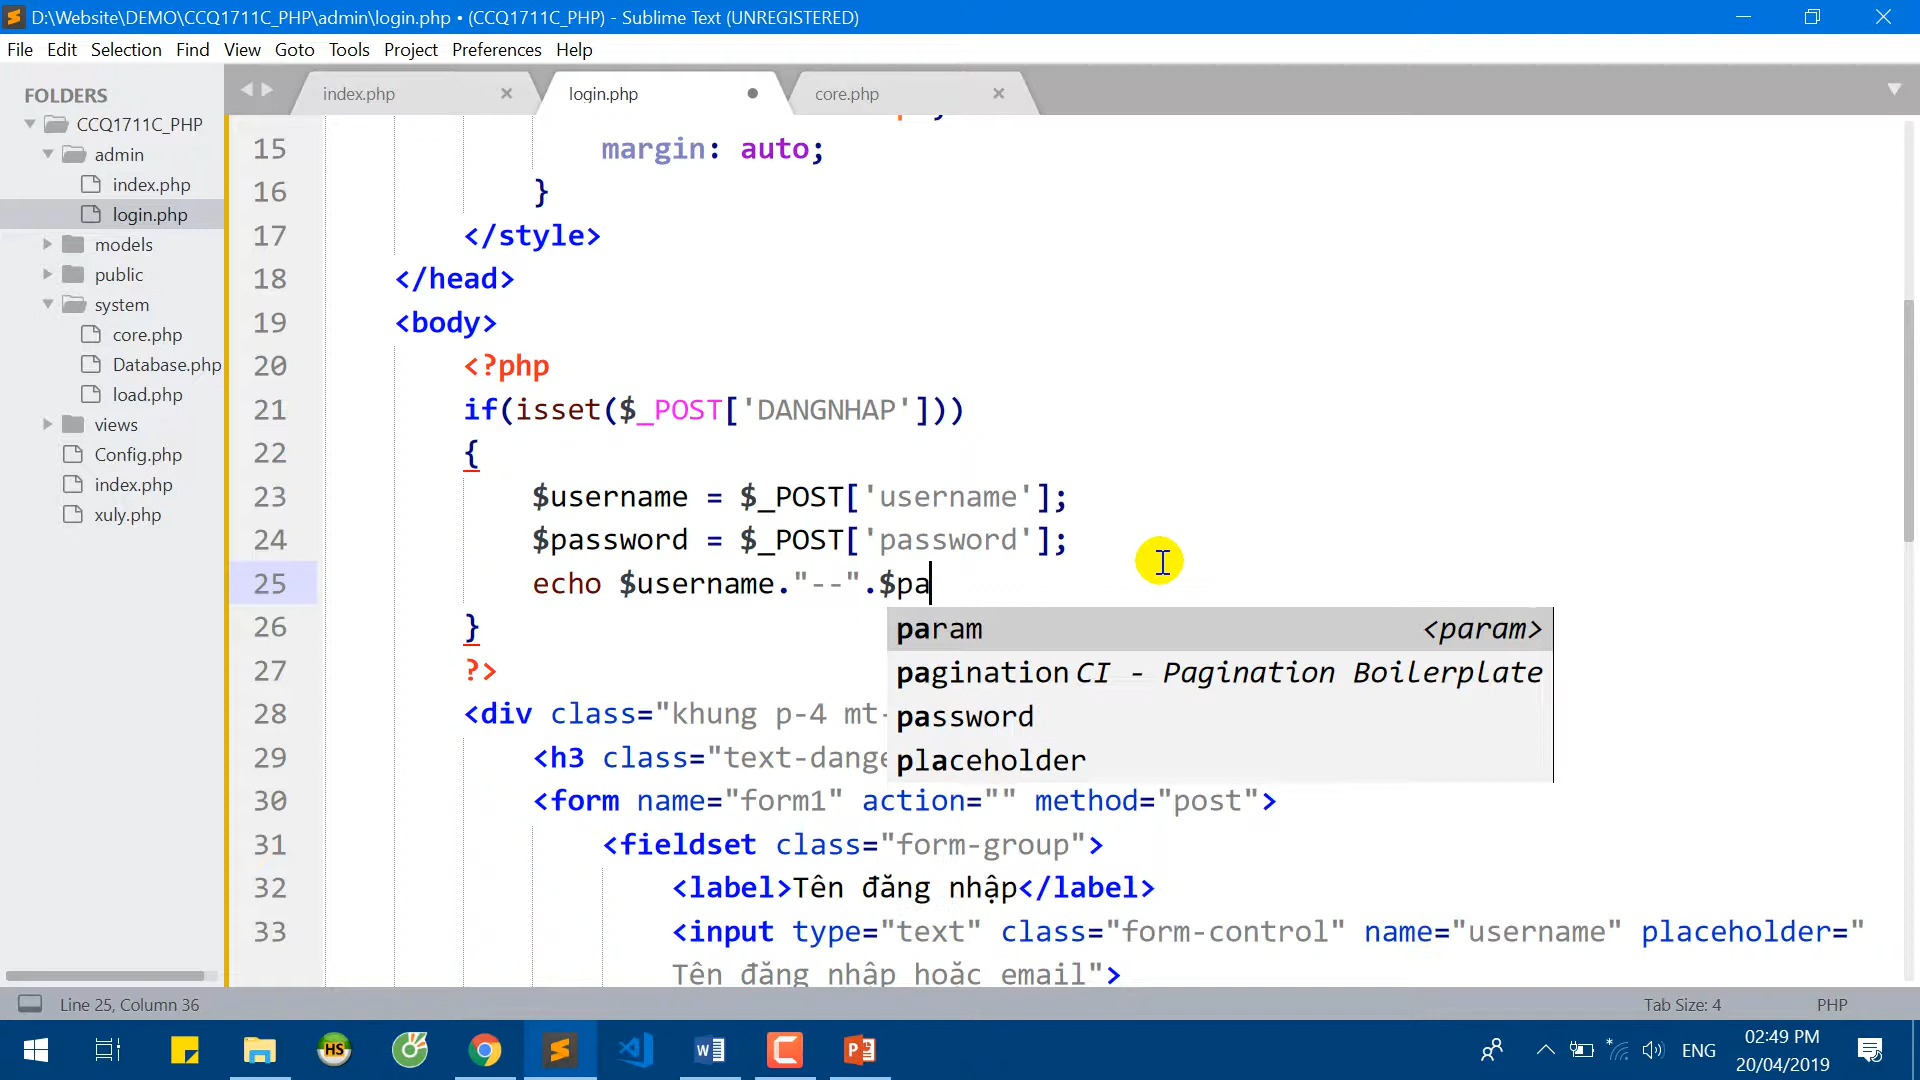 D:\Website\DEMO\CCQ1711C_PHP\admin\login.php • (CCQ1711C_PHP) - Sublime Text (UNREGISTERED)
File Edit Selection Find View Goto Tools Project Preferences Help
FOLDERS
CCQ1711C_PHP
admin
index.php
login.php
models
public
system
core.php
Database.php
load.php
views
Config.php
index.php
xuly.php
index.php login.php core.php
15 margin: auto;
16 }
17 </style>
18 </head>
19 <body>
20 <?php
21 if(isset($_POST['DANGNHAP']))
22 {
23 $username = $_POST['username'];
24 $password = $_POST['password'];
25 echo $username."--".$pa
26 }
27 ?>
28 <div class="khung p-4 mt-
29 <h3 class="text-dange
30 <form name="form1" action="" method="post">
31 <fieldset class="form-group">
32 <label>Tên đăng nhập</label>
33 <input type="text" class="form-control" name="username" placeholder="
Tên đăng nhập hoặc email">
param <param>
pagination CI - Pagination Boilerplate
password
placeholder
Line 25, Column 36 Tab Size: 4 PHP
HS
ENG
02:49 PM
20/04/2019